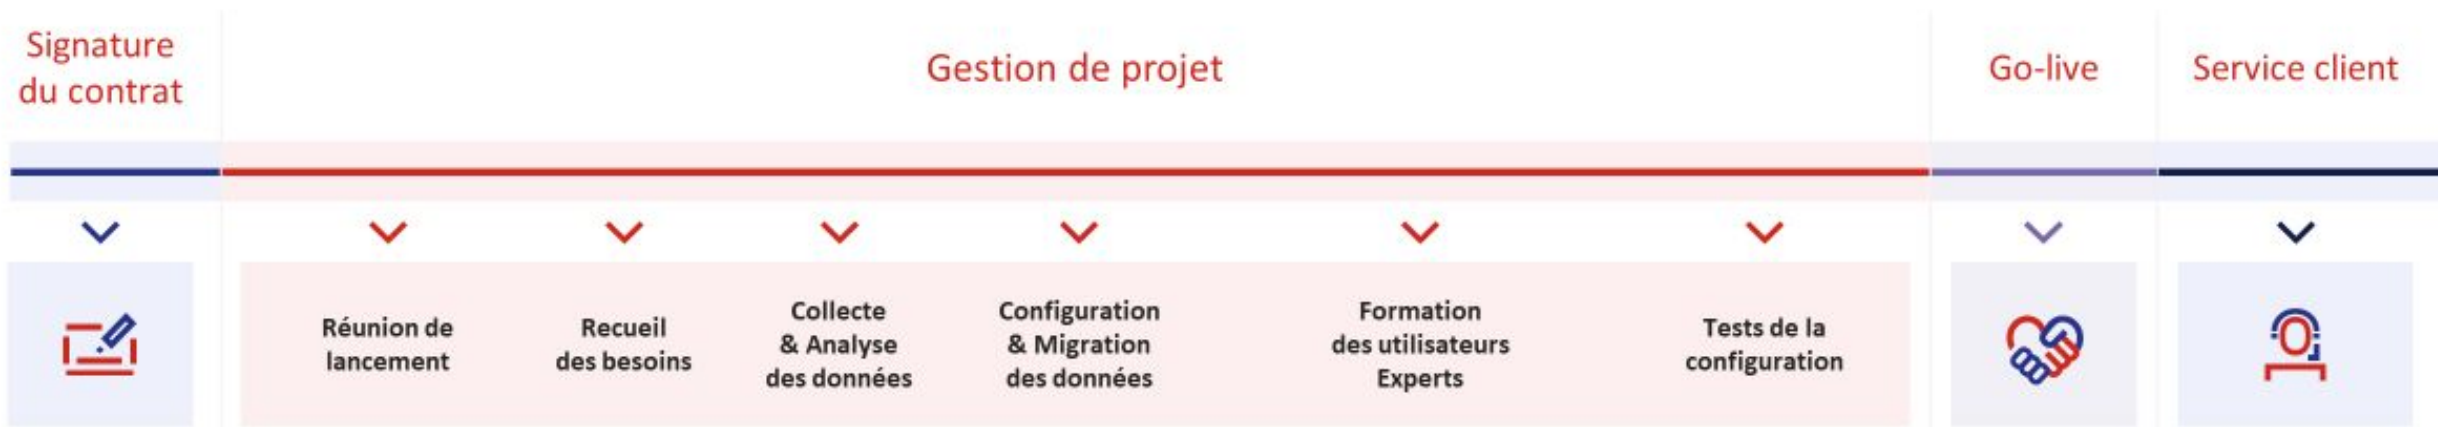 Signature
du contrat
Gestion de projet
Go-live
Service client
Réunion de
lancement
Recueil
des besoins
Collecte
& Analyse
des données
Configuration
& Migration
des données
Formation
des utilisateurs
Experts
Tests de la
configuration